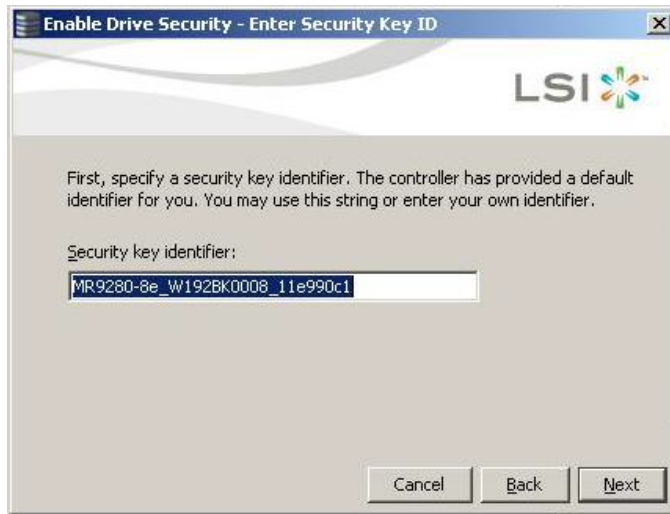 Enable Drive Security - Enter Security Key ID
LSI
First, specify a security key identifier. The controller has provided a default
identifier for you. You may use this string or enter your own identifier.
Security key identifier:
MR9280-8e_W192BK0008_11e990c1
Cancel Back Next